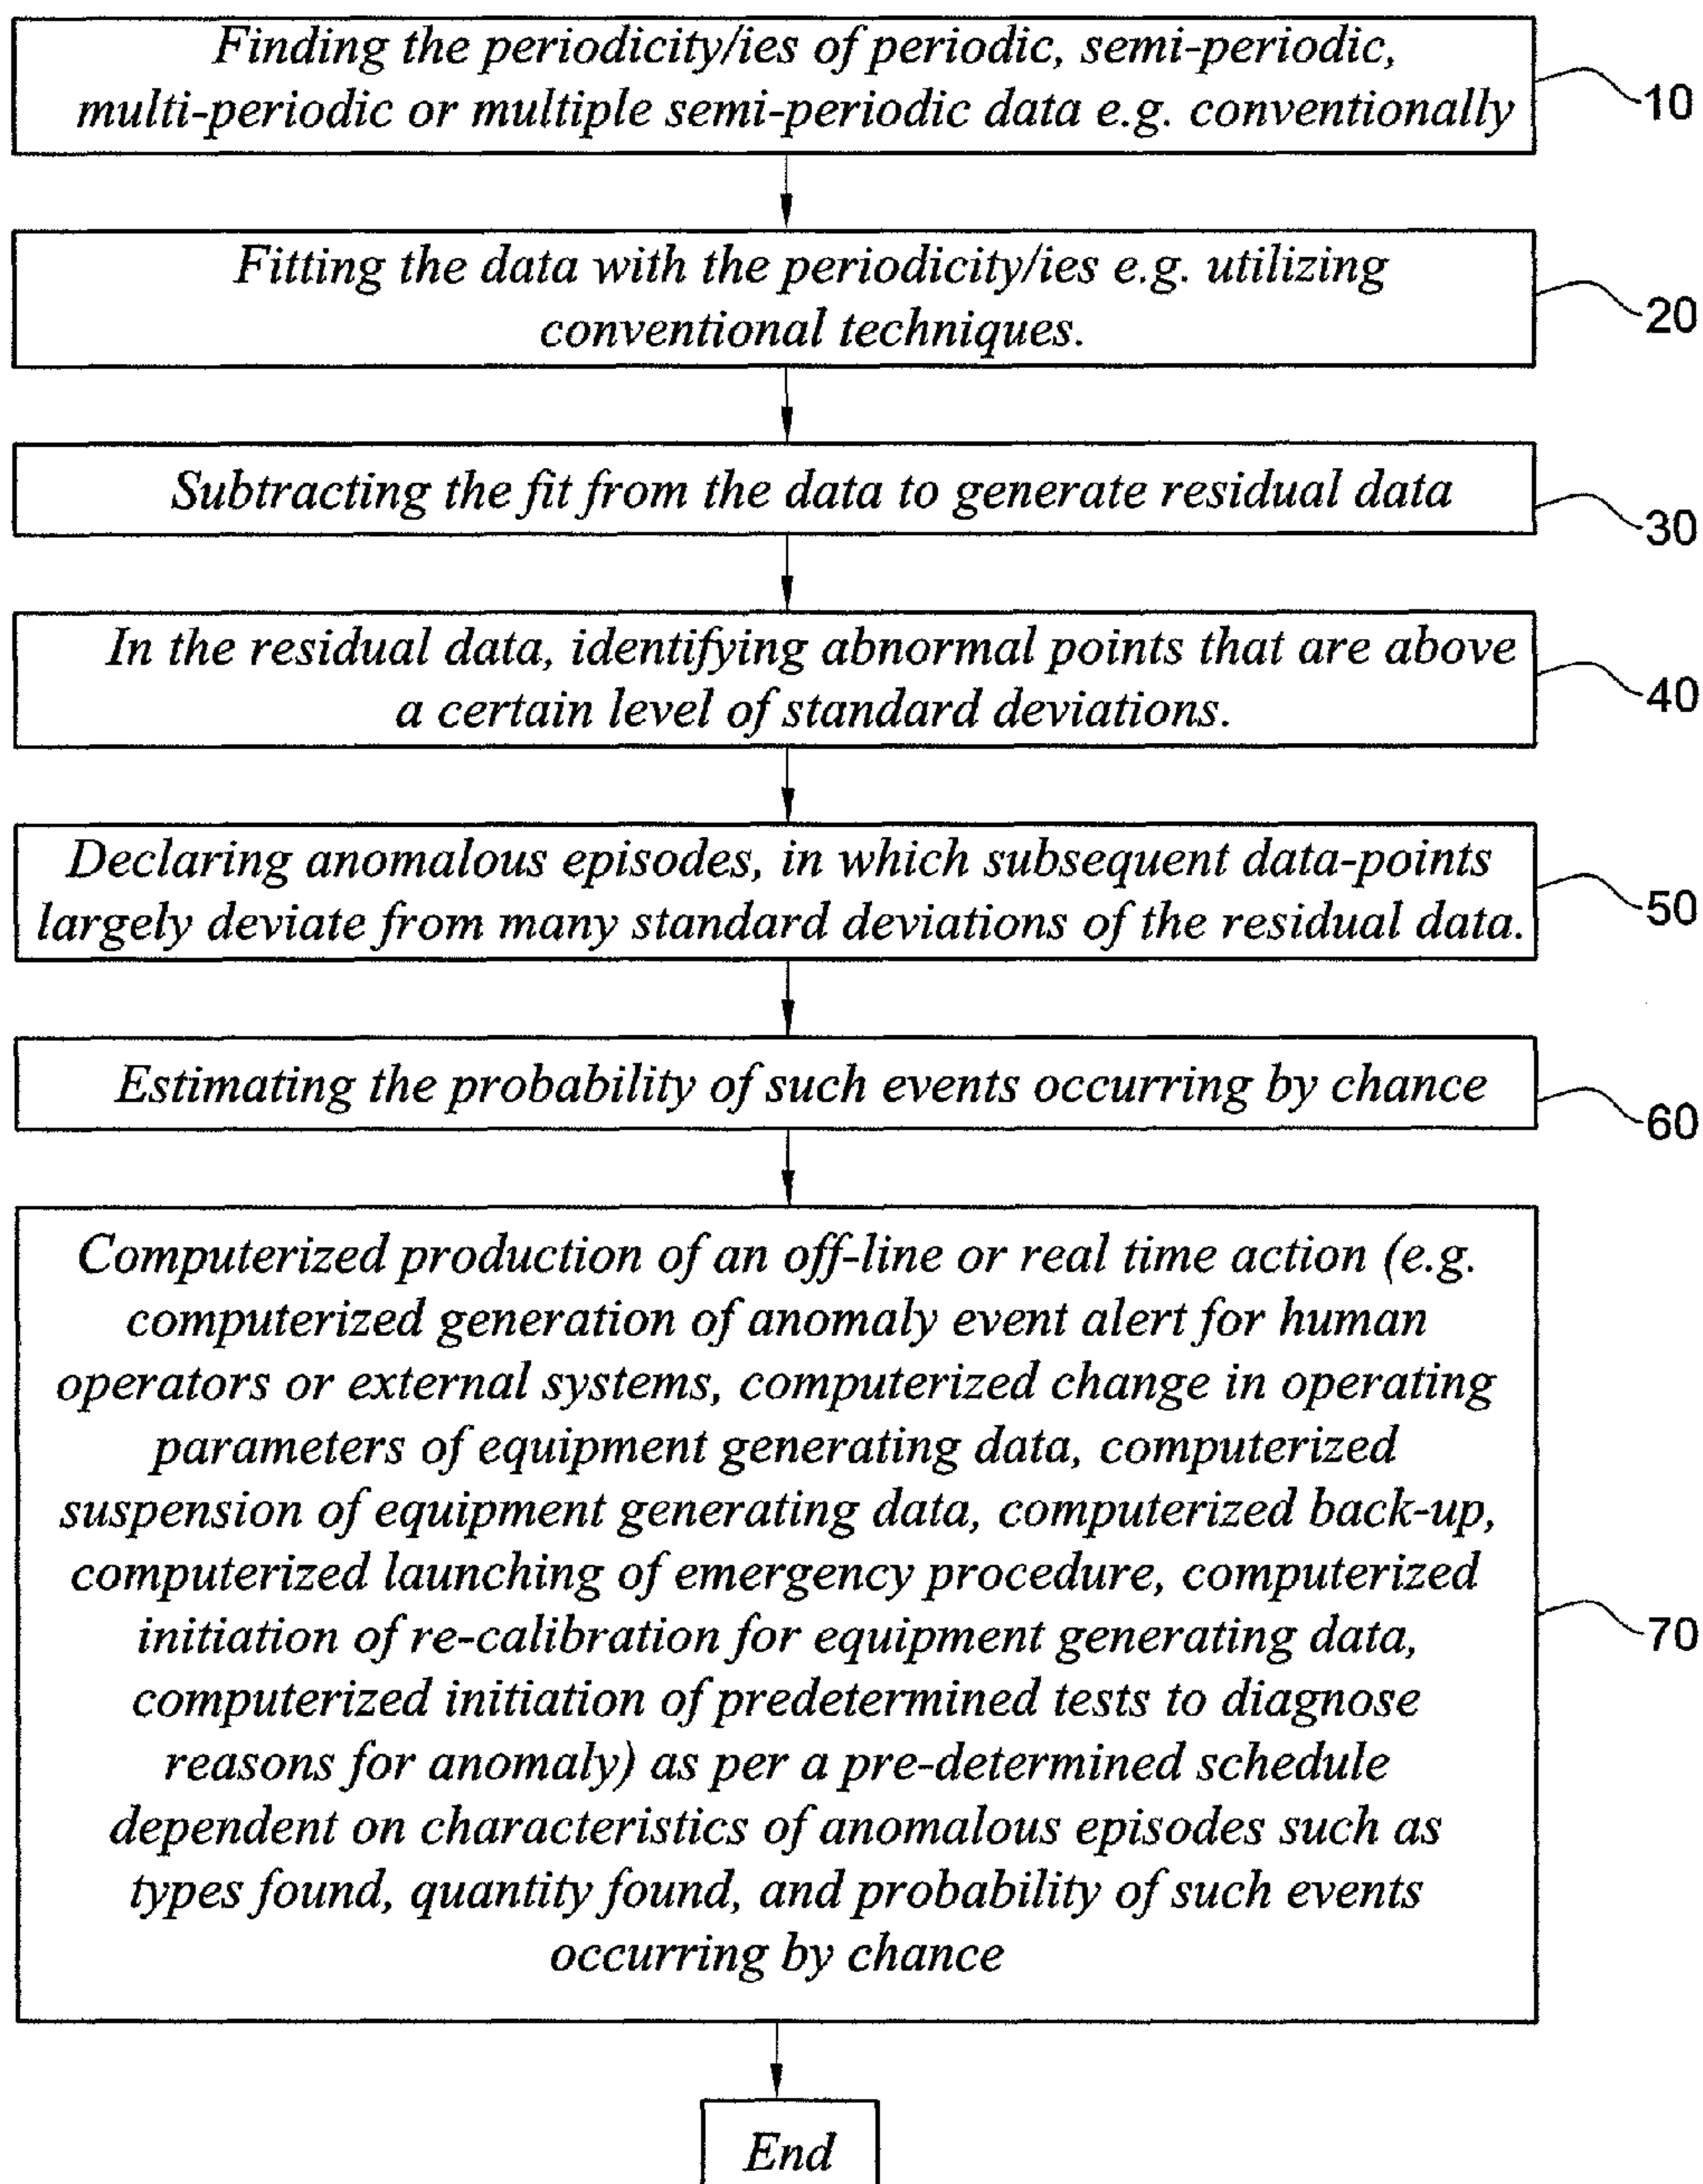 Finding the periodicity/ies of periodic, semi-periodic,
multi-periodic or multiple semi-periodic data e.g. conventionally
10
Fitting the data with the periodicity/ies e.g. utilizing
conventional techniques.
20
Subtracting the fit from the data to generate residual data
30
In the residual data, identifying abnormal points that are above
a certain level of standard deviations.
40
Declaring anomalous episodes, in which subsequent data-points
largely deviate from many standard deviations of the residual data.
50
Estimating the probability of such events occurring by chance
60
Computerized production of an off-line or real time action (e.g.
computerized generation of anomaly event alert for human
operators or external systems, computerized change in operating
parameters of equipment generating data, computerized
suspension of equipment generating data, computerized back-up,
computerized launching of emergency procedure, computerized
initiation of re-calibration for equipment generating data,
computerized initiation of predetermined tests to diagnose
reasons for anomaly) as per a pre-determined schedule
dependent on characteristics of anomalous episodes such as
types found, quantity found, and probability of such events
occurring by chance
70
End